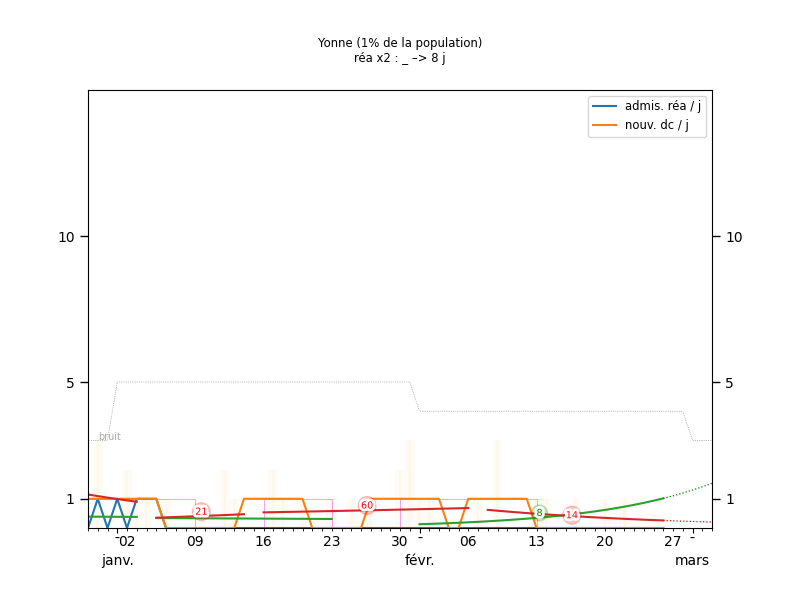 Yonne (1% de la population)
réa x2 : _ –> 8 j
admis. réa / j
nouv. dc / j
10 10
5 5
bruit
1 1
21 60 8 14
02 09 16 23 30 06 13 20 27
janv. févr. mars